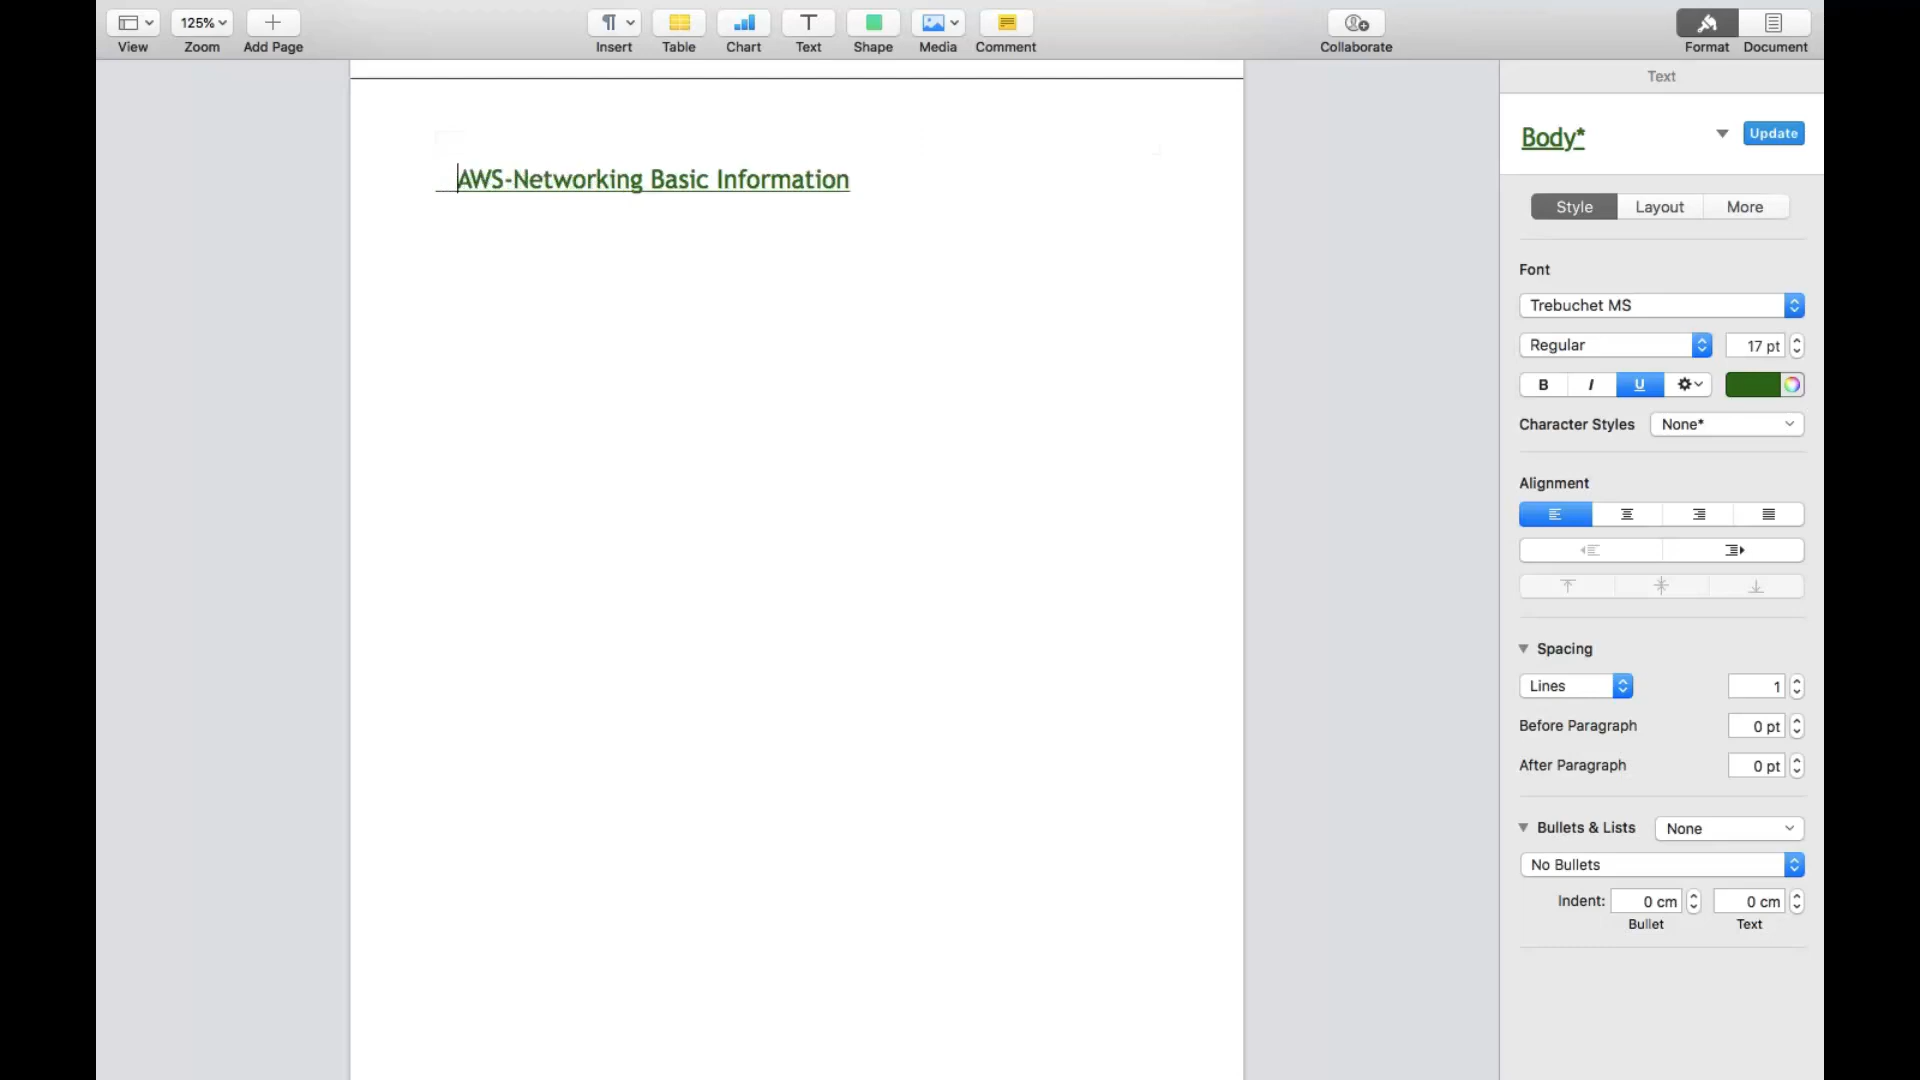 125%
View
Zoom
Add Page
Insert
Table
Chart
Text
Shape
Media
Comment
Collaborate
Format
Document
AWS-Networking Basic Information
Text
Body*
Update
Style
Layout
More
Font
Trebuchet MS
Regular
17 pt
B I U
Character Styles
None*
Alignment
Spacing
Lines
1
Before Paragraph
0 pt
After Paragraph
0 pt
Bullets & Lists
None
No Bullets
Indent:
0 cm
0 cm
Bullet
Text